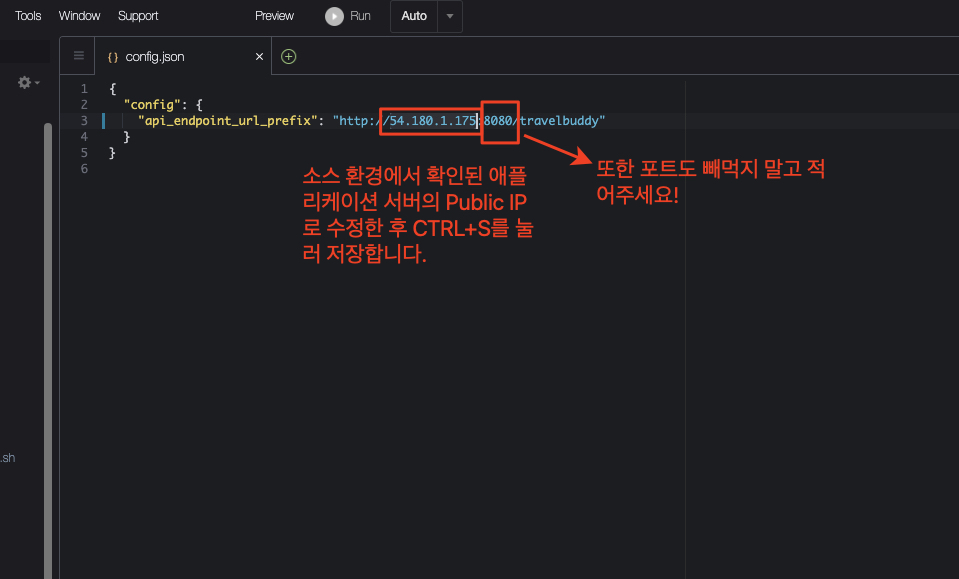 Tools Window Support Preview Run Auto
{ } config.json × +
1 {
2 "config": {
3 "api_endpoint_url_prefix": "http://54.180.1.175:8080/travelbuddy"
4 }
5 }
6
소스 환경에서 확인된 애플
리케이션 서버의 Public IP
로 수정한 후 CTRL+S를 눌
러 저장합니다.
또한 포트도 빼먹지 말고 적
어주세요!
.sh